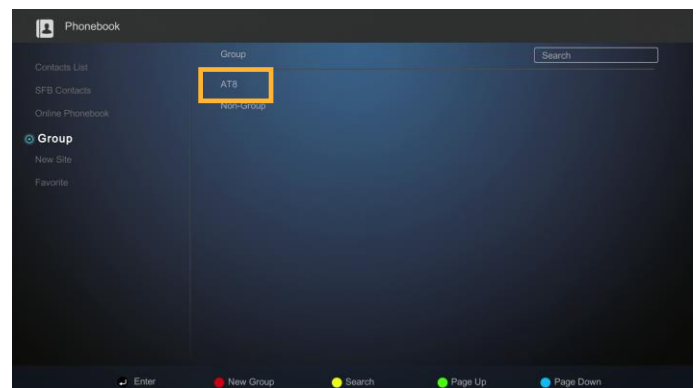 Phonebook
Group
Search
Contacts List
AT8
SFB Contacts
Non-Group
Online Phonebook
Group
New Site
Favorite
Enter
New Group
Search
Page Up
Page Down